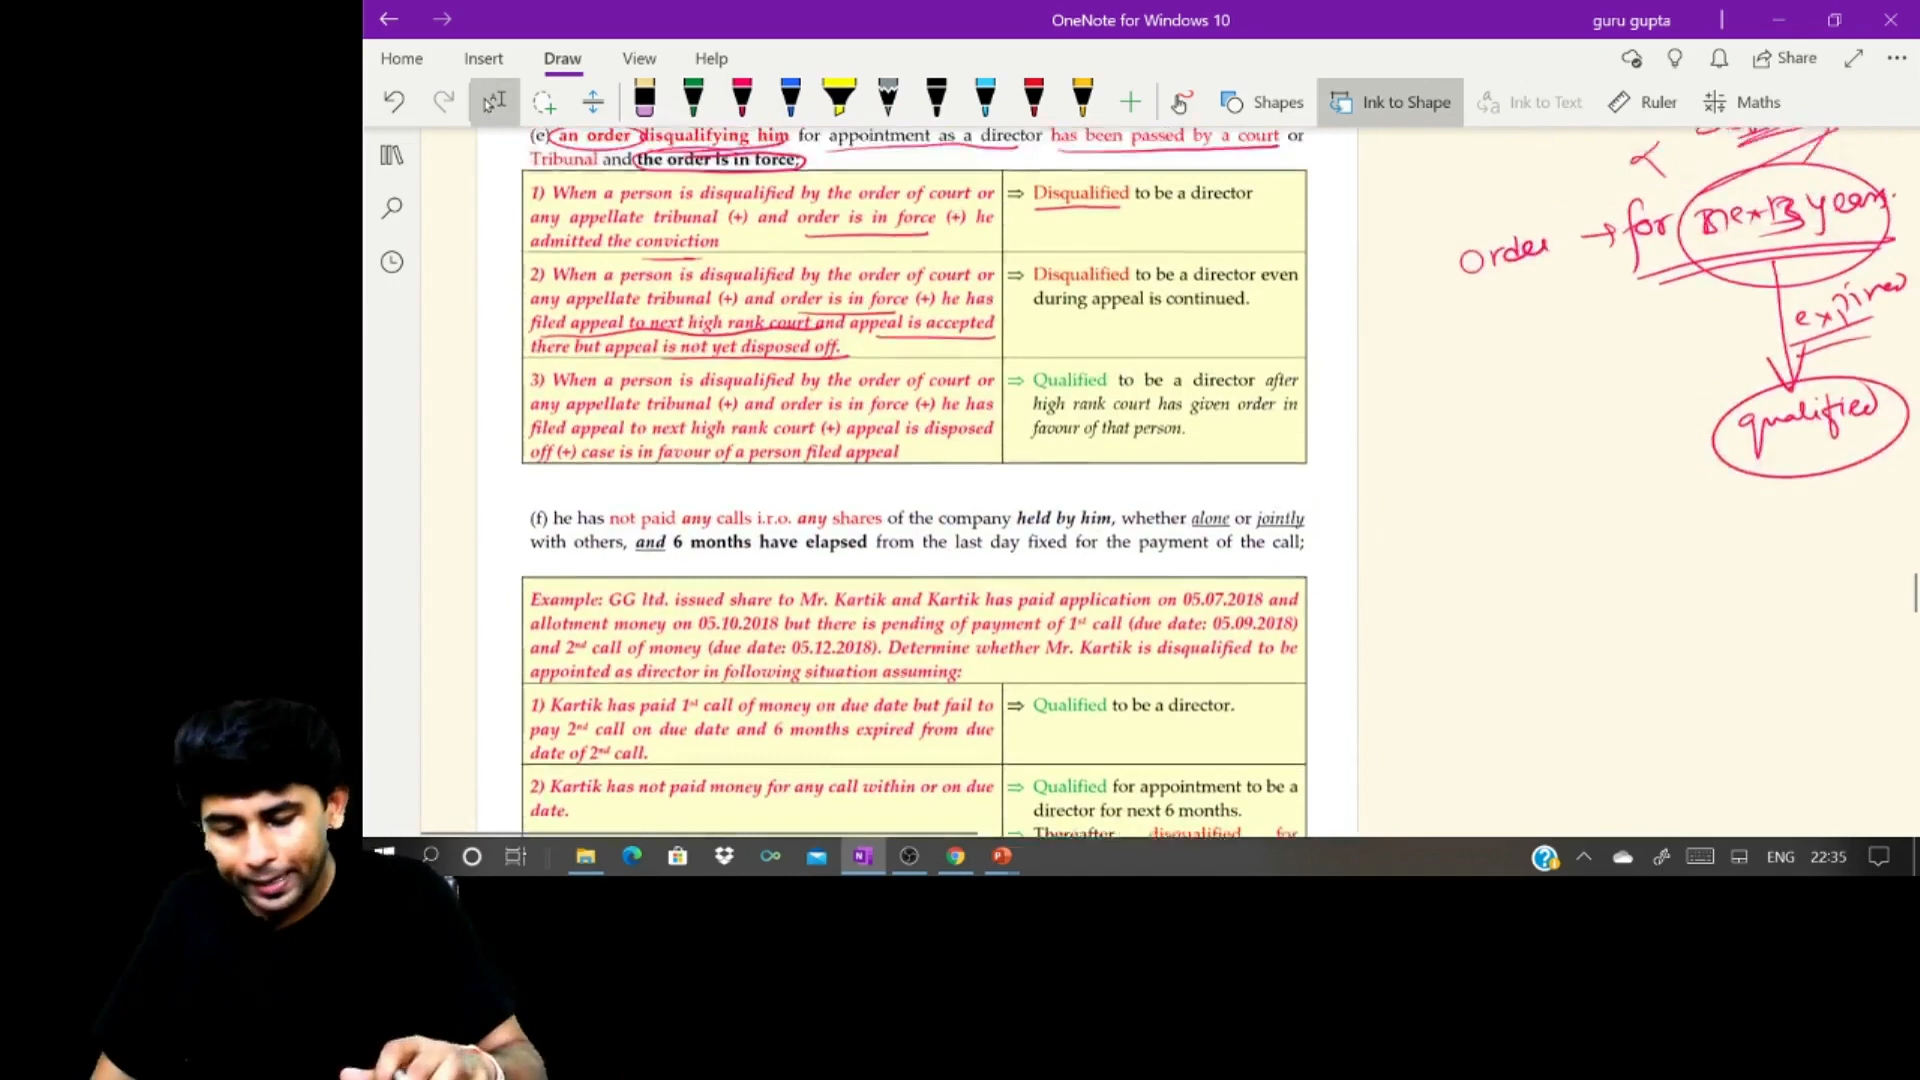 OneNote for Windows 10
guru gupta
Home Insert Draw View Help
Share
Shapes
Ink to Shape
Ink to Text
Ruler
Maths
(e) an order disqualifying him for appointment as a director has been passed by a court or
Tribunal and the order is in force;
1) When a person is disqualified by the order of court or
any appellate tribunal (+) and order is in force (+) he
admitted the conviction
⇒ Disqualified to be a director
2) When a person is disqualified by the order of court or
any appellate tribunal (+) and order is in force (+) he has
filed appeal to next high rank court and appeal is accepted
there but appeal is not yet disposed off.
⇒ Disqualified to be a director even
during appeal is continued.
3) When a person is disqualified by the order of court or
any appellate tribunal (+) and order is in force (+) he has
filed appeal to next high rank court (+) appeal is disposed
off (+) case is in favour of a person filed appeal
⇒ Qualified to be a director after
high rank court has given order in
favour of that person.
Order → for next 3 years.
expired
qualified
(f) he has not paid any calls i.r.o. any shares of the company held by him, whether alone or jointly
with others, and 6 months have elapsed from the last day fixed for the payment of the call;
Example: GG ltd. issued share to Mr. Kartik and Kartik has paid application on 05.07.2018 and
allotment money on 05.10.2018 but there is pending of payment of 1st call (due date: 05.09.2018)
and 2nd call of money (due date: 05.12.2018). Determine whether Mr. Kartik is disqualified to be
appointed as director in following situation assuming:
1) Kartik has paid 1st call of money on due date but fail to
pay 2nd call on due date and 6 months expired from due
date of 2nd call.
⇒ Qualified to be a director.
2) Kartik has not paid money for any call within or on due
date.
⇒ Qualified for appointment to be a
director for next 6 months.
⇒ Thereafter disqualified for
ENG 22:35